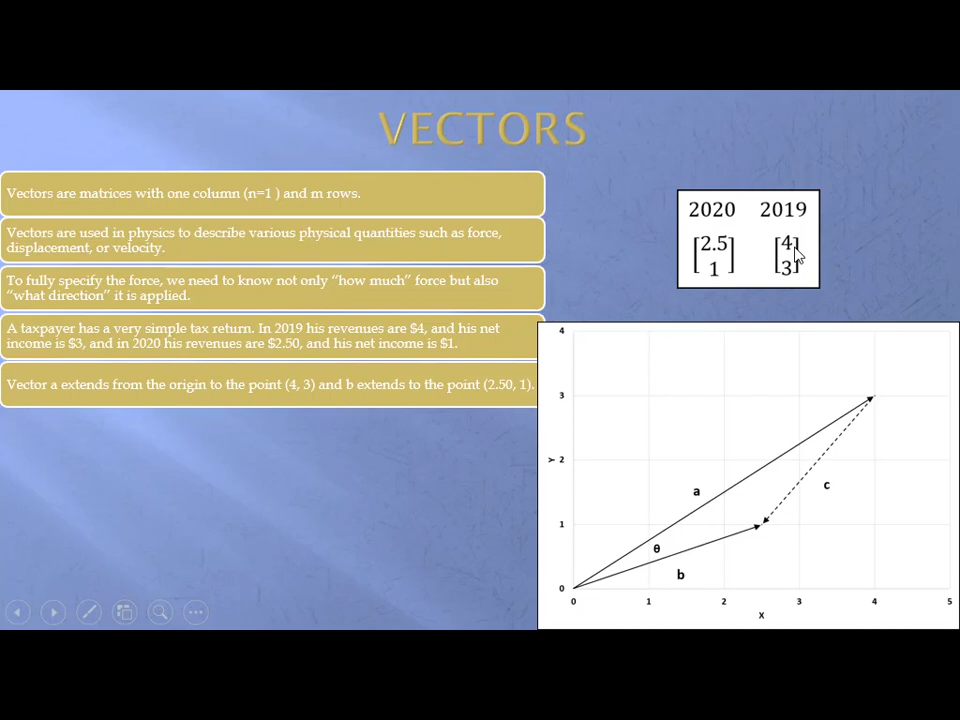 VECTORS
Vectors are matrices with one column (n=1 ) and m rows.
Vectors are used in physics to describe various physical quantities such as force,
displacement, or velocity.
To fully specify the force, we need to know not only “how much” force but also
“what direction” it is applied.
A taxpayer has a very simple tax return. In 2019 his revenues are $4, and his net
income is $3, and in 2020 his revenues are $2.50, and his net income is $1.
Vector a extends from the origin to the point (4, 3) and b extends to the point (2.50, 1).
2020 2019
[2.5] [4]
[1] [3]
4
3
Y 2
1
0
a
c
θ
b
0 1 2 3 4 5
X